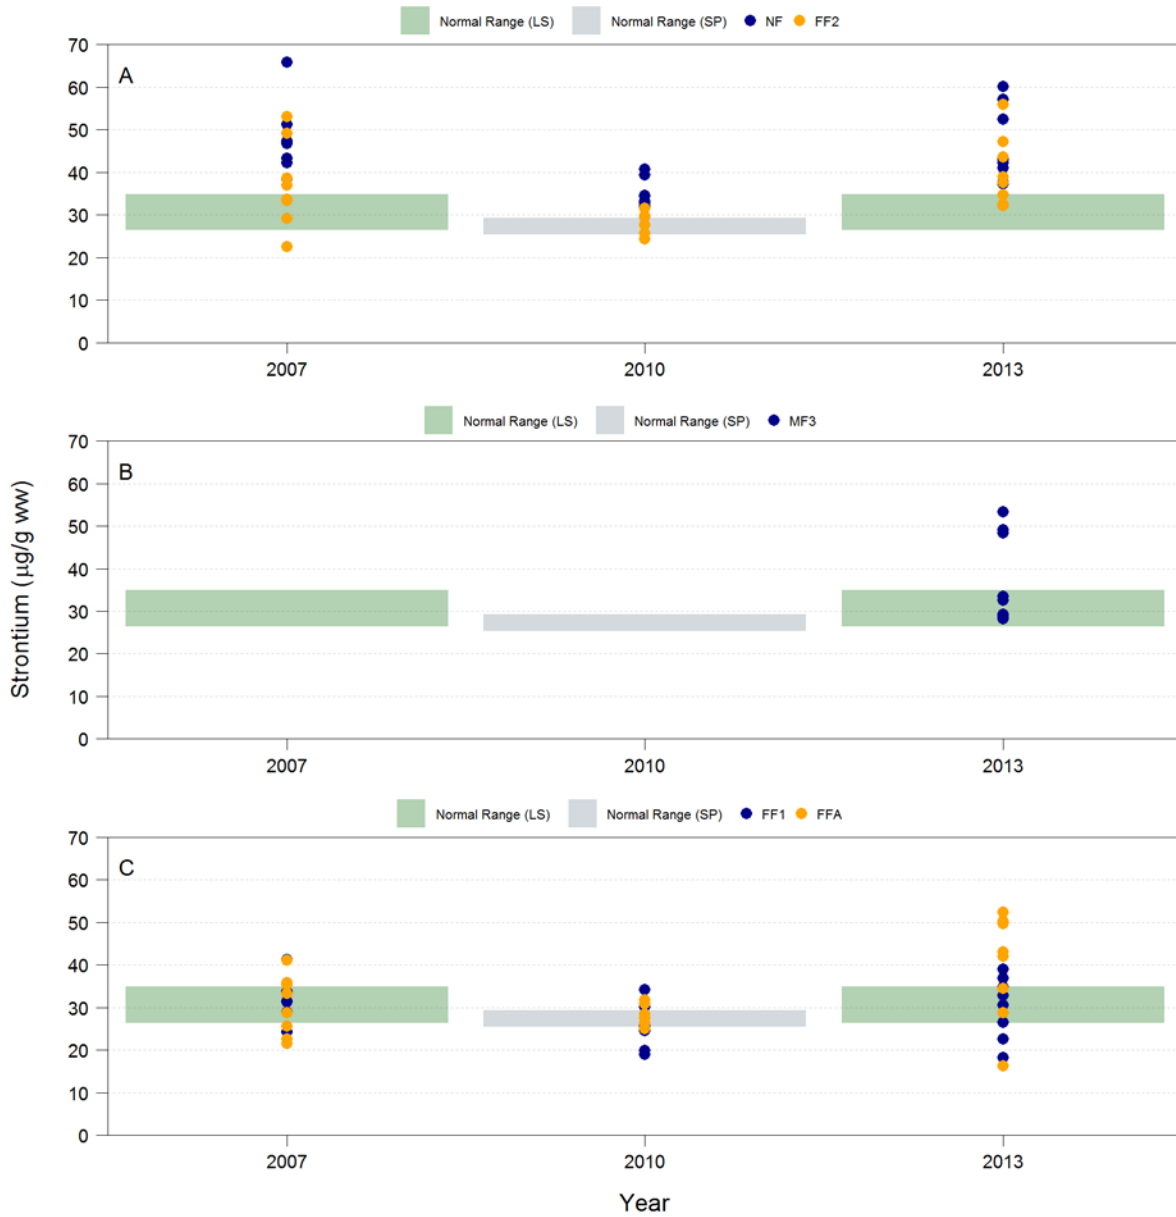 Normal Range (LS) Normal Range (SP) NF FF2
A
70
60
50
40
30
20
10
0
2007 2010 2013
Normal Range (LS) Normal Range (SP) MF3
B
70
60
50
40
30
20
10
0
2007 2010 2013
Strontium (µg/g ww)
Normal Range (LS) Normal Range (SP) FF1 FFA
C
70
60
50
40
30
20
10
0
2007 2010 2013
Year